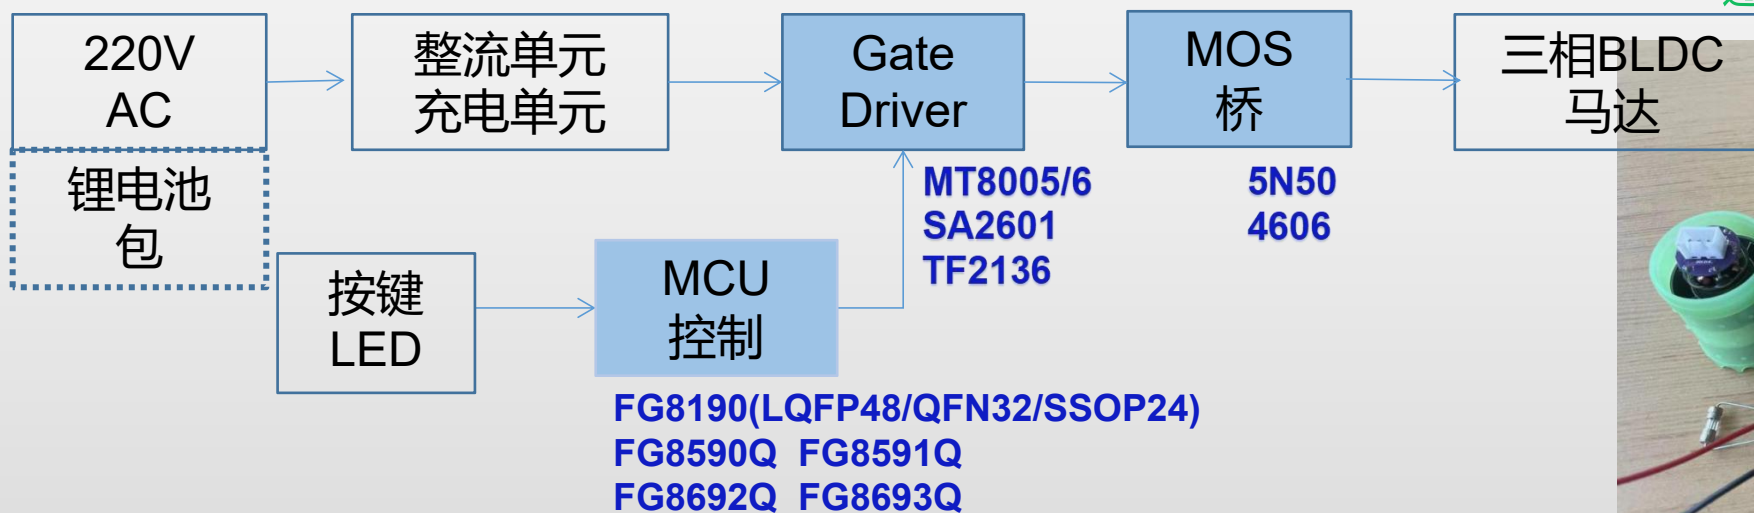 220V
AC
锂电池
包
整流单元
充电单元
Gate
Driver
MOS
桥
三相BLDC
马达
MT8005/6
SA2601
TF2136
5N50
4606
按键
LED
MCU
控制
FG8190(LQFP48/QFN32/SSOP24)
FG8590Q FG8591Q
FG8692Q FG8693Q